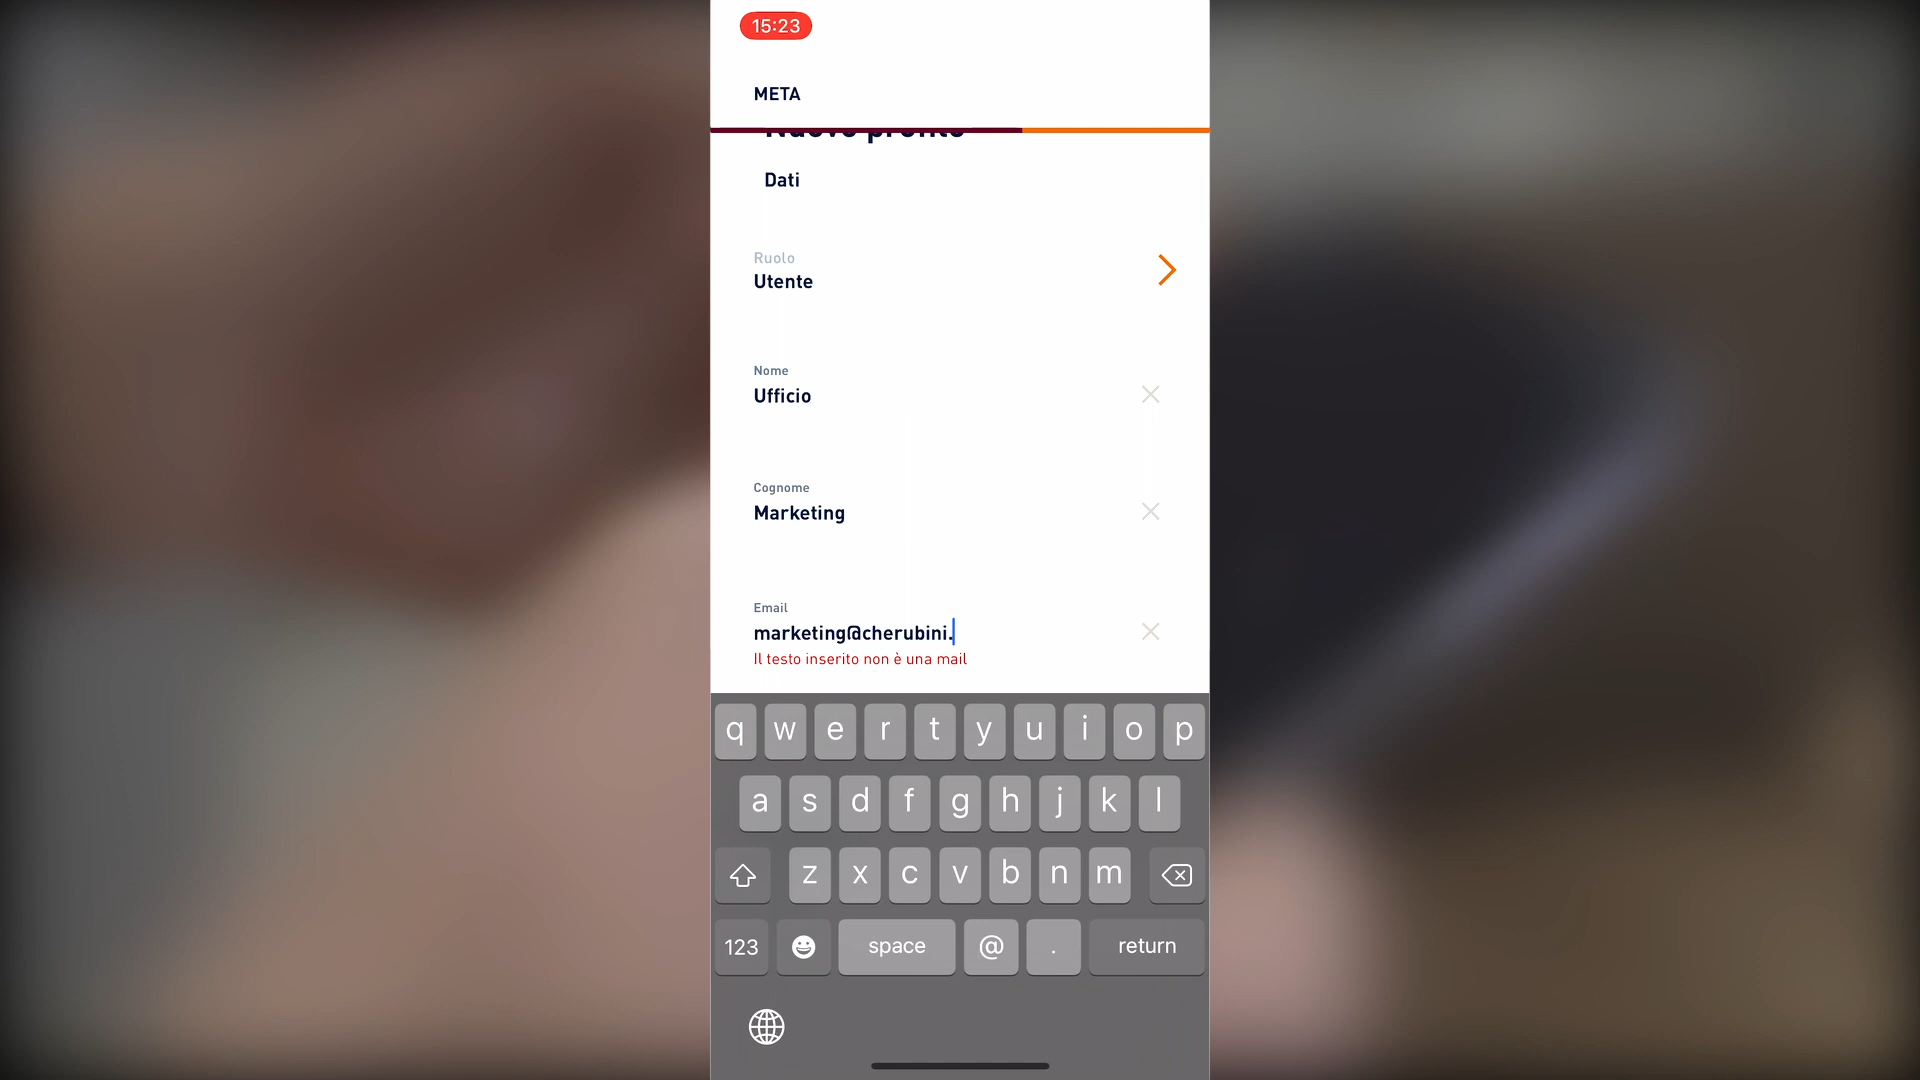 15:23
META
Nuovo profilo
Dati
Ruolo
Utente
Nome
Ufficio
Cognome
Marketing
Email
marketing@cherubini.
Il testo inserito non è una mail
q w e r t y u i o p
a s d f g h j k l
z x c v b n m
123 space @ . return